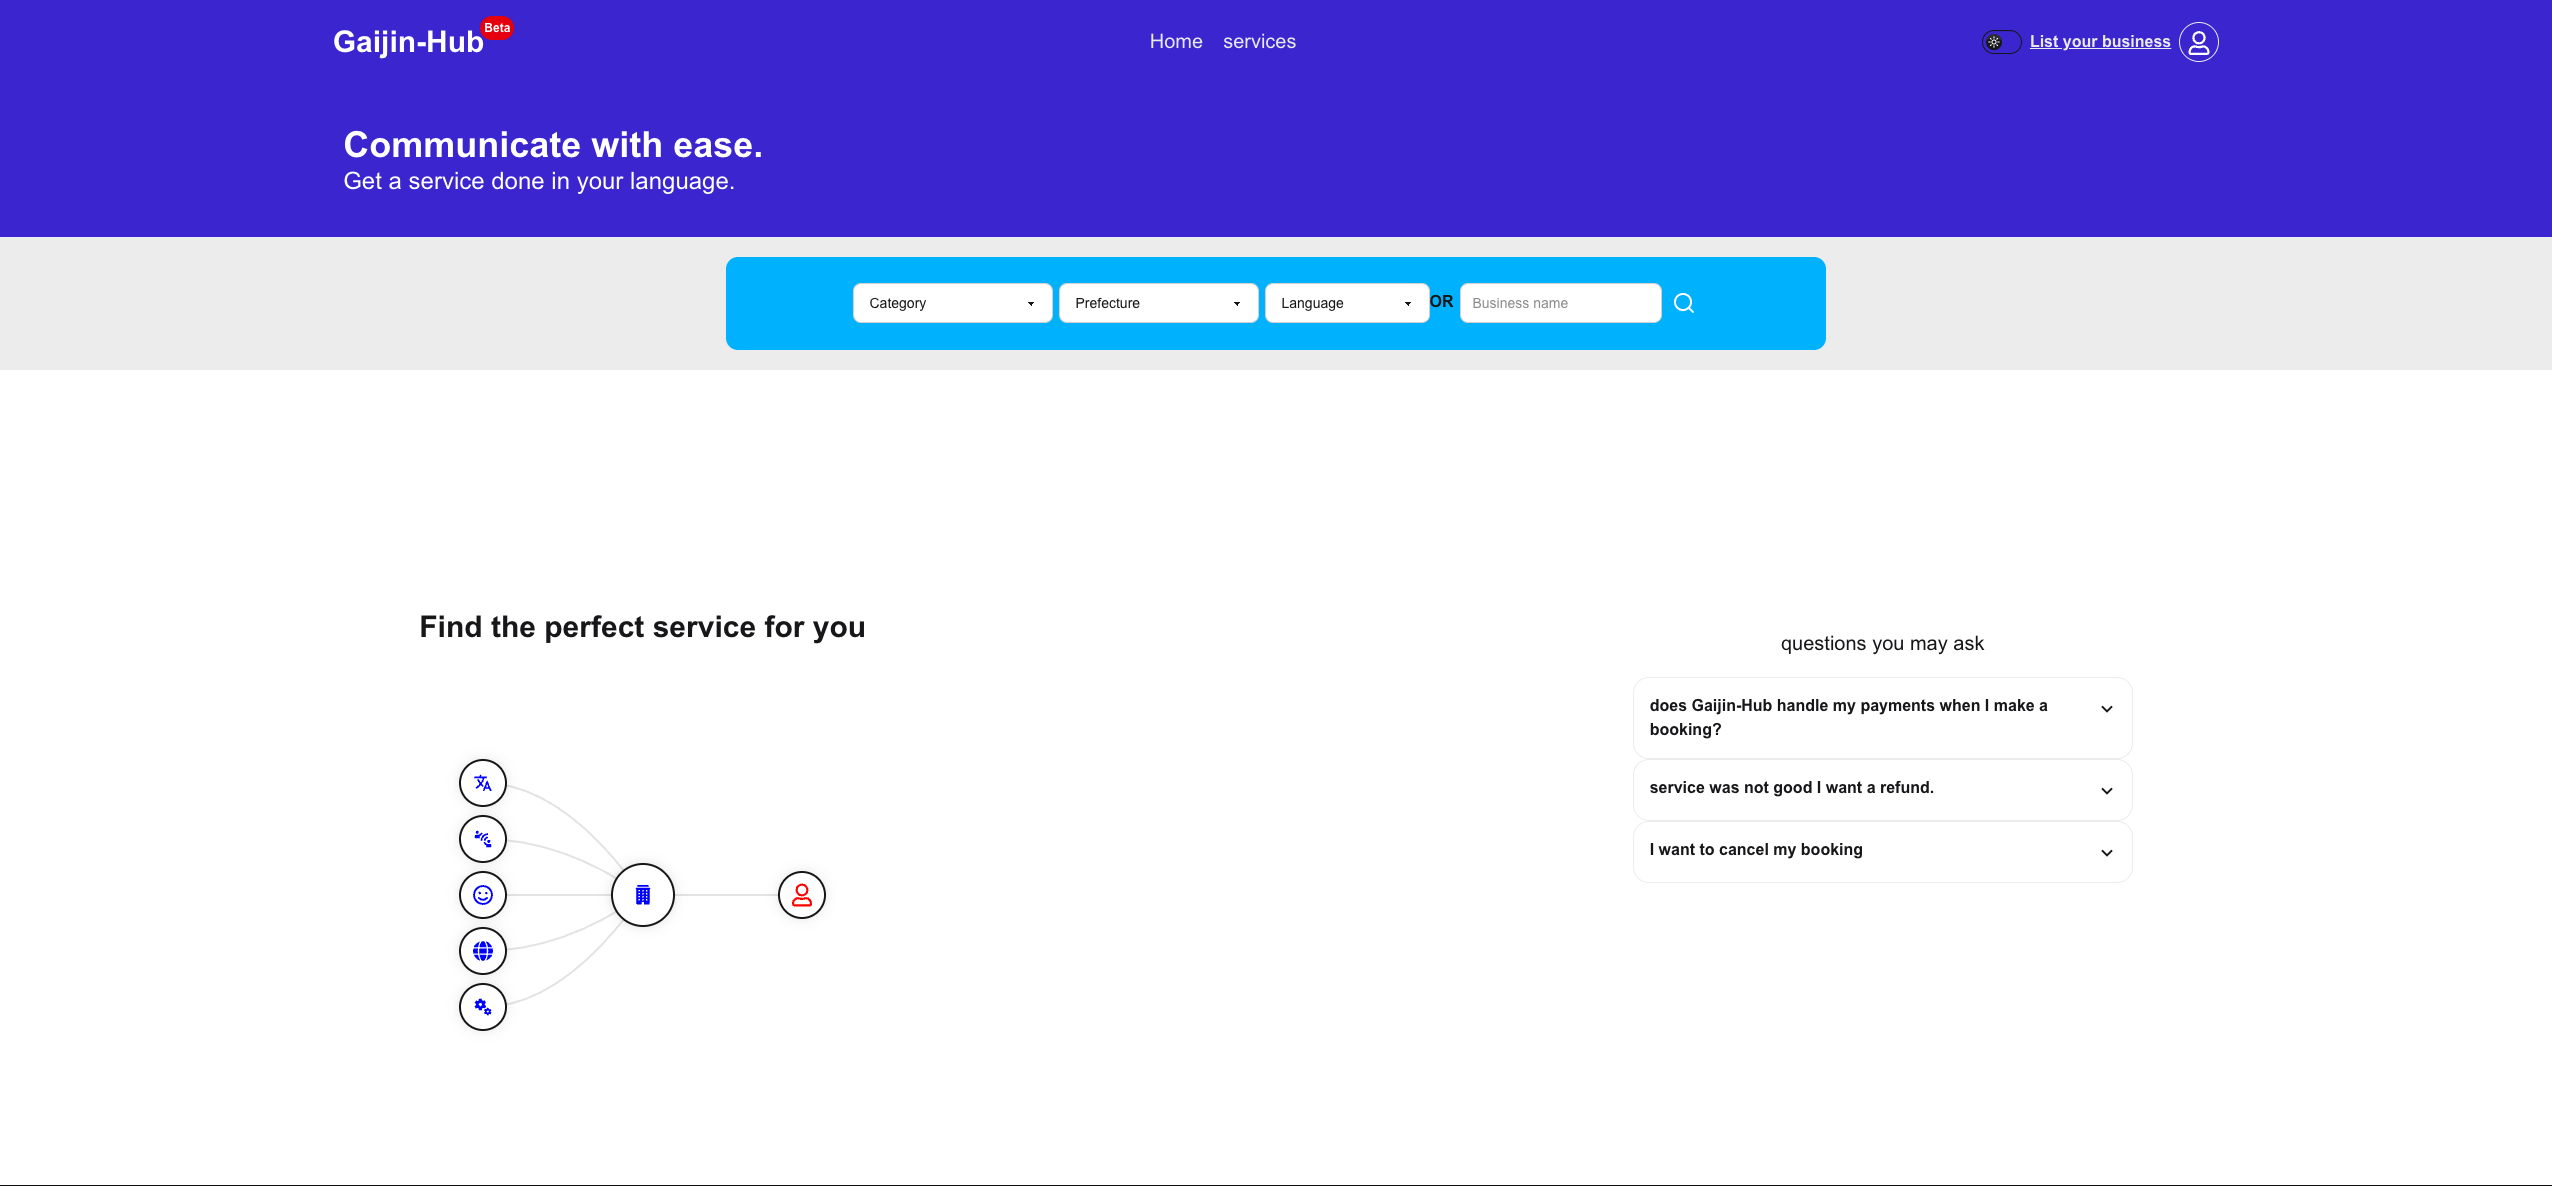 Gaijin-Hub Beta
Home services
List your business
Communicate with ease.
Get a service done in your language.
Category Prefecture Language OR Business name
Find the perfect service for you
questions you may ask
does Gaijin-Hub handle my payments when I make a
booking?
service was not good I want a refund.
I want to cancel my booking